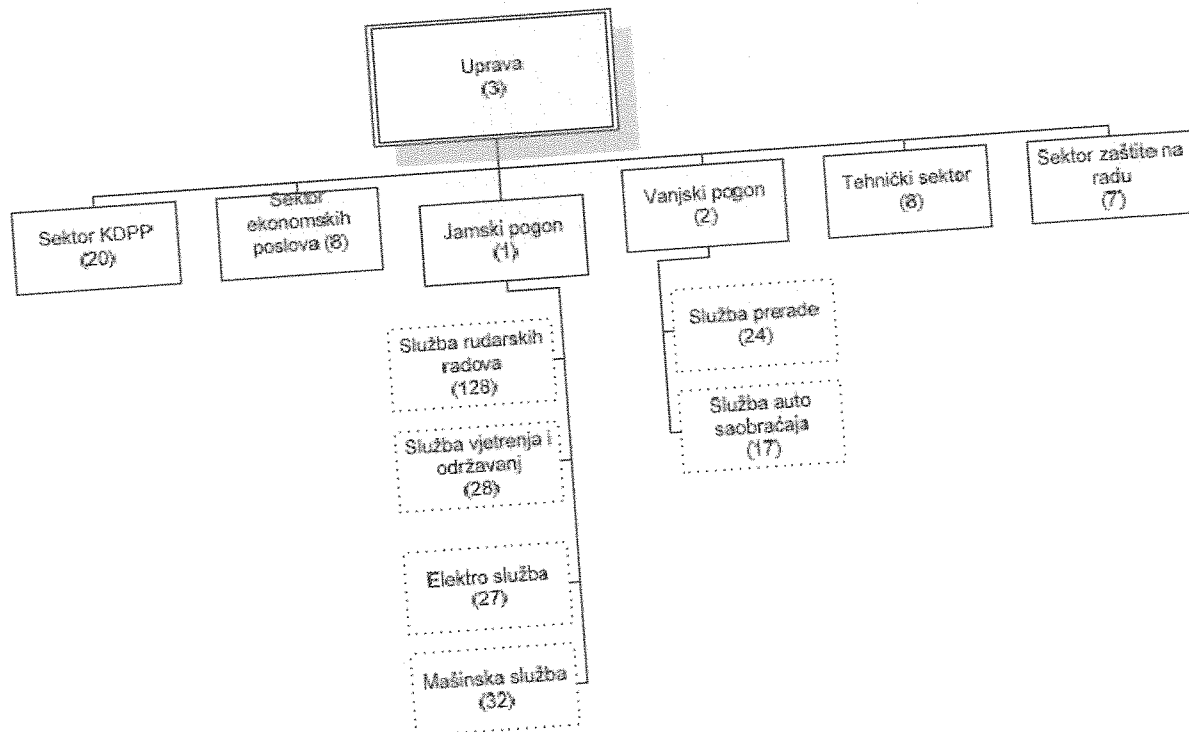 Uprava
(3)
Sektor KDPP
(20)
Sektor
ekonomskih
poslova (8)
Jamski pogon
(1)
Vanjski pogon
(2)
Tehnički sektor
(8)
Sektor zaštite na
radu
(7)
Služba rudarskih
radova
(128)
Služba vjetrenja i
održavanj
(28)
Elektro služba
(27)
Mašinska služba
(32)
Služba prerade
(24)
Služba auto
saobraćaja
(17)